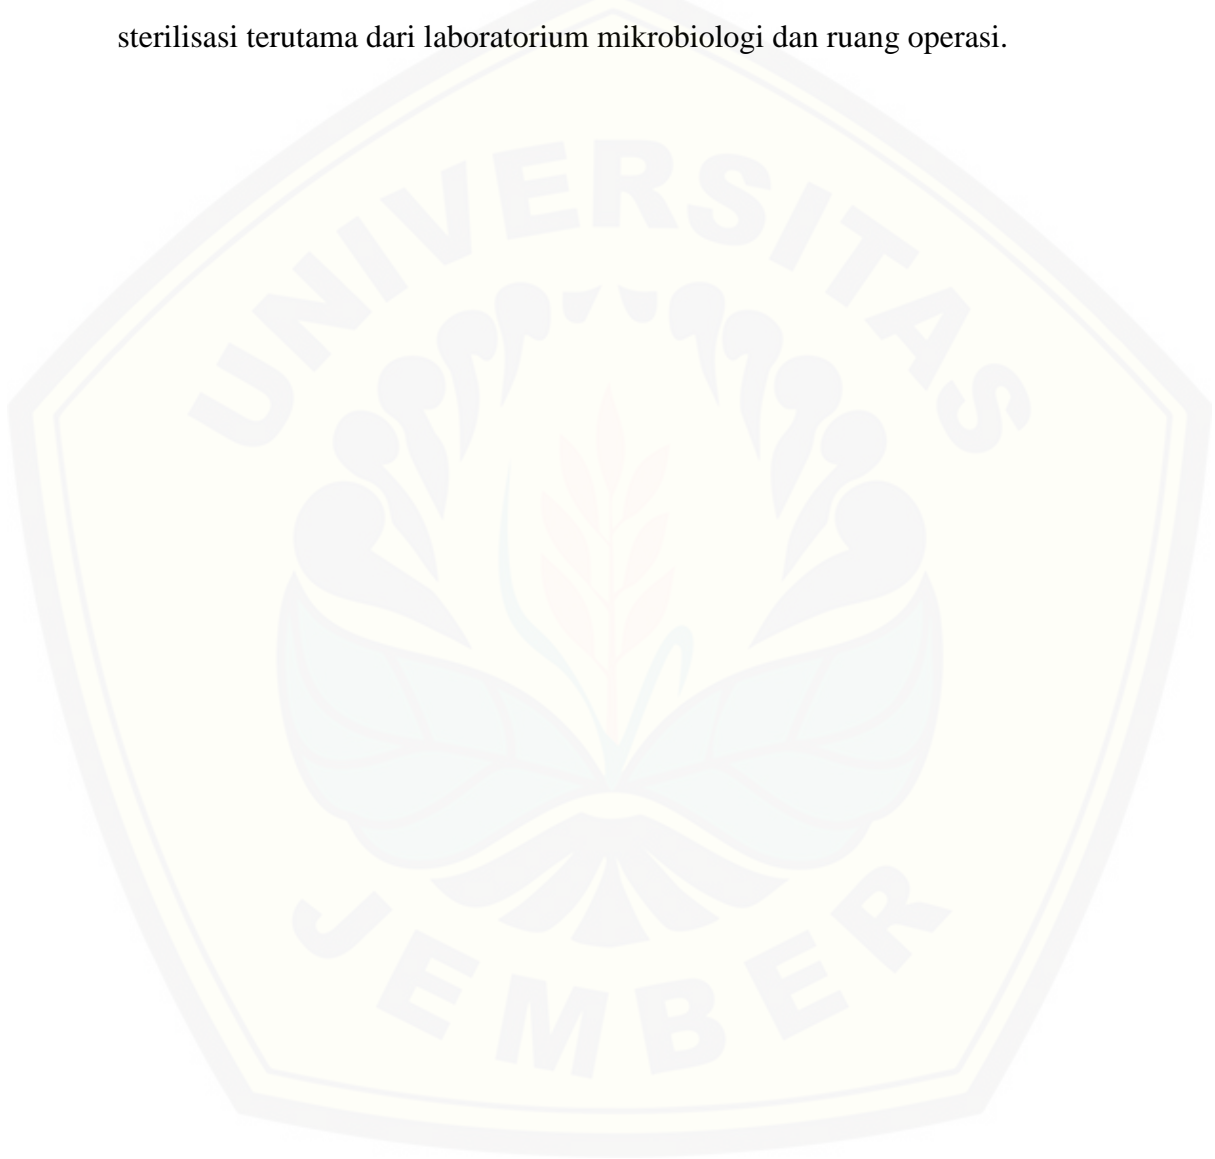 sterilisasi terutama dari laboratorium mikrobiologi dan ruang operasi.
UNIVERSITAS
JEMBER